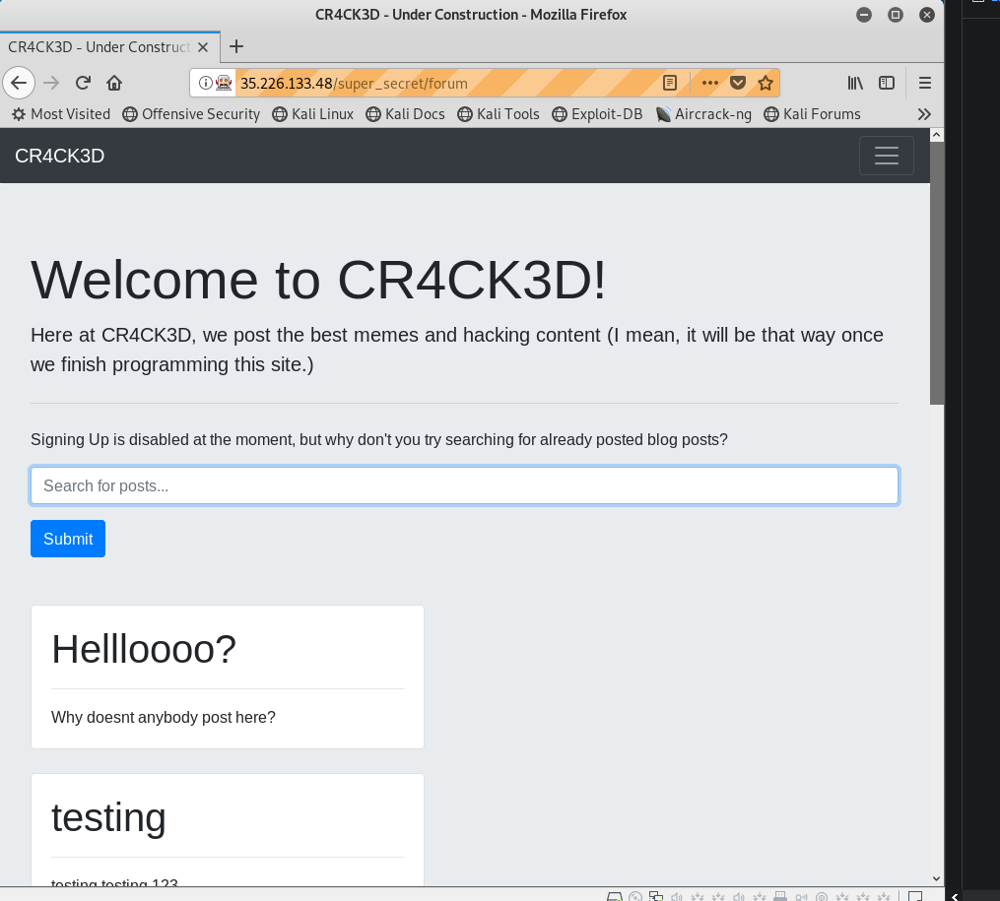 CR4CK3D - Under Construction - Mozilla Firefox
CR4CK3D - Under Construct
35.226.133.48/super_secret/forum
Most Visited Offensive Security Kali Linux Kali Docs Kali Tools Exploit-DB Aircrack-ng Kali Forums
CR4CK3D
Welcome to CR4CK3D!
Here at CR4CK3D, we post the best memes and hacking content (I mean, it will be that way once
we finish programming this site.)
Signing Up is disabled at the moment, but why don't you try searching for already posted blog posts?
Search for posts...
Submit
Hellloooo?
Why doesnt anybody post here?
testing
testing testing 123